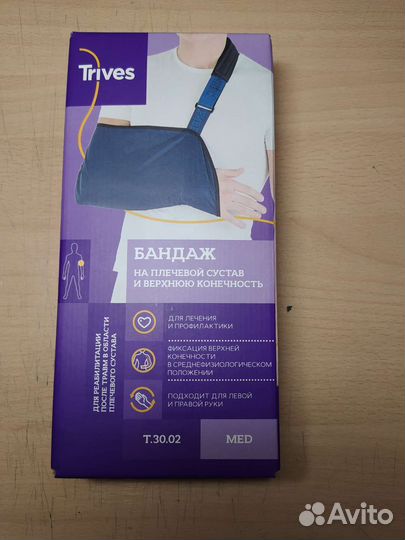 Trives
БАНДАЖ
НА ПЛЕЧЕВОЙ СУСТАВ
И ВЕРХНЮЮ КОНЕЧНОСТЬ
ДЛЯ РЕАБИЛИТАЦИИ
ПОСЛЕ ТРАВМ В ОБЛАСТИ
ПЛЕЧЕВОГО СУСТАВА
ДЛЯ ЛЕЧЕНИЯ
И ПРОФИЛАКТИКИ
ФИКСАЦИЯ ВЕРХНЕЙ
КОНЕЧНОСТИ
В СРЕДНЕФИЗИОЛОГИЧЕСКОМ
ПОЛОЖЕНИИ
ПОДХОДИТ ДЛЯ ЛЕВОЙ
И ПРАВОЙ РУКИ
T.30.02
MED
Avito